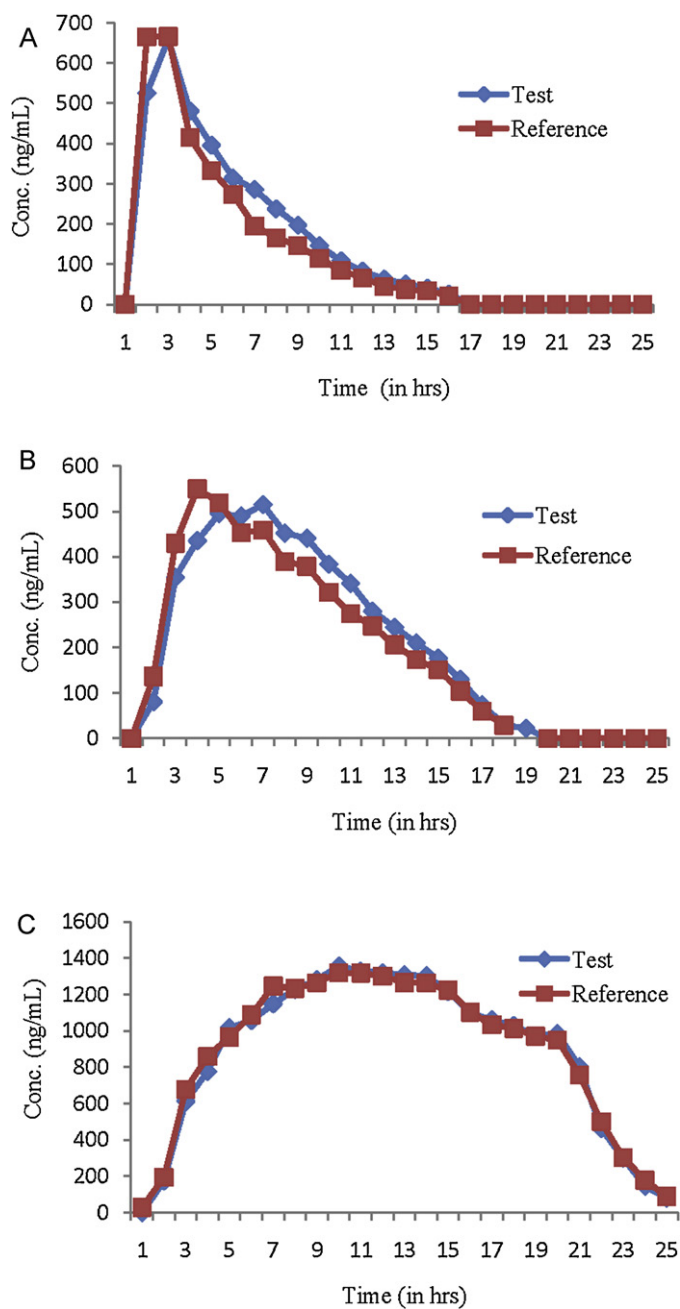 A
700
600
500
400
300
200
100
0
Conc. (ng/mL)
Test
Reference
1 3 5 7 9 11 13 15 17 19 21 23 25
Time (in hrs)
B
600
500
400
300
200
100
0
Conc. (ng/mL)
Test
Reference
1 3 5 7 9 11 13 15 17 19 21 23 25
Time (in hrs)
C
1600
1400
1200
1000
800
600
400
200
0
Conc. (ng/mL)
Test
Reference
1 3 5 7 9 11 13 15 17 19 21 23 25
Time (in hrs)